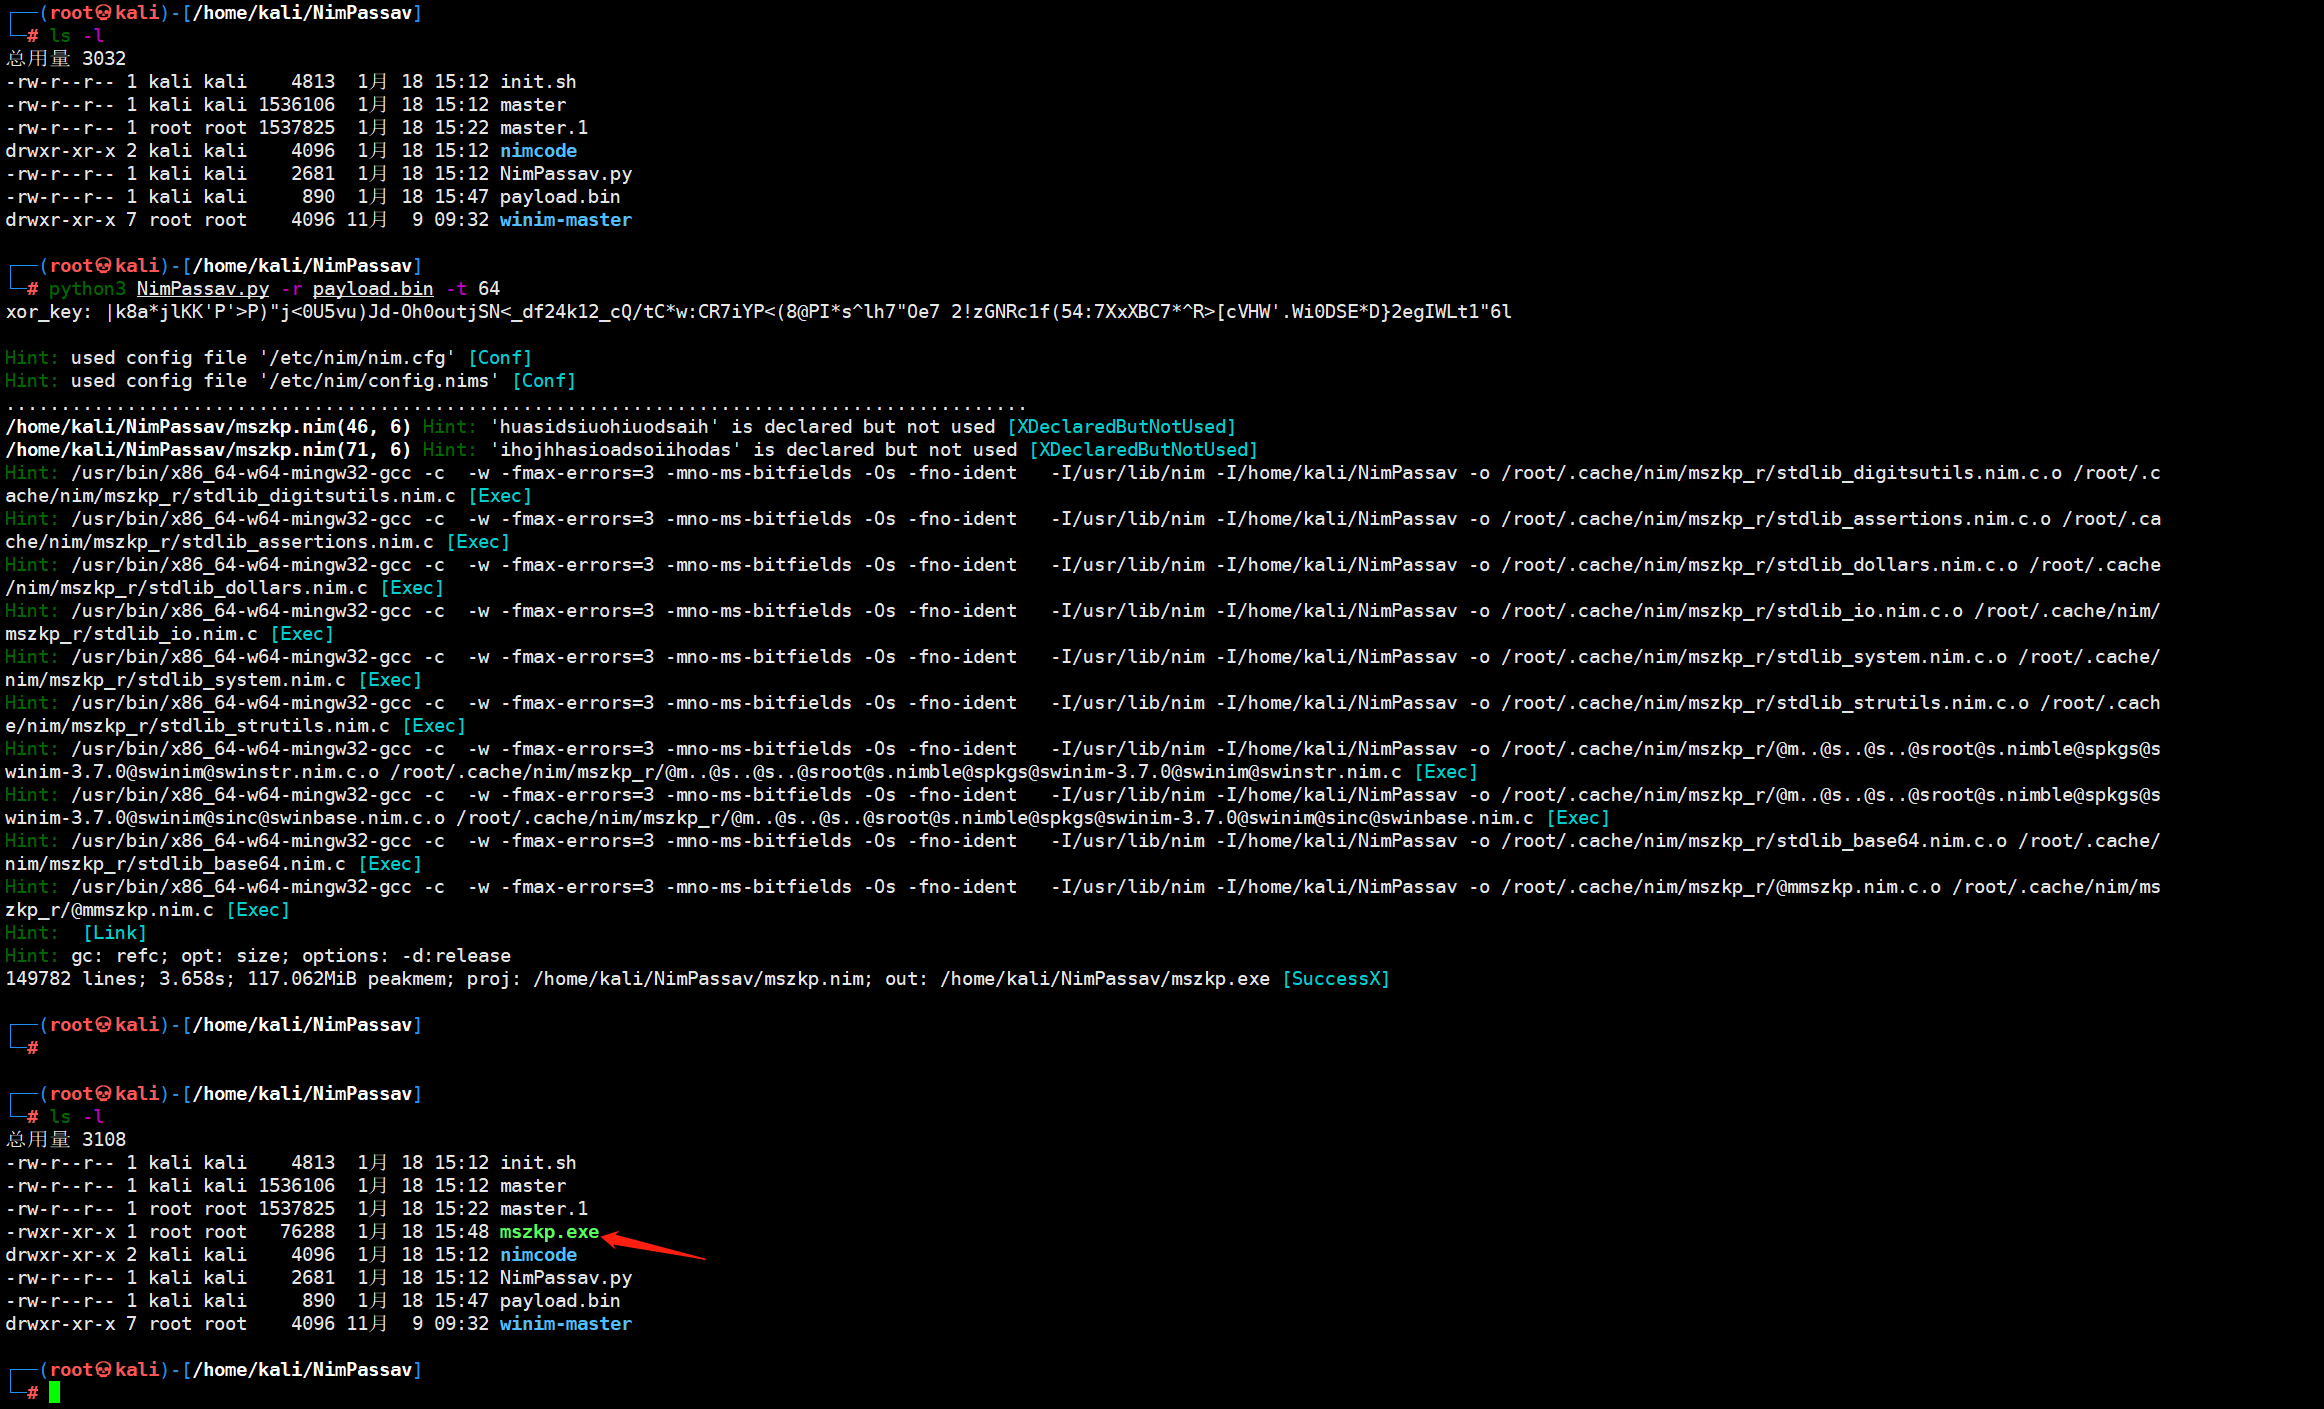 ┌──(root💀kali)-[/home/kali/NimPassav]
└─# ls -l
总用量 3032
-rw-r--r-- 1 kali kali    4813  1月 18 15:12 init.sh
-rw-r--r-- 1 kali kali 1536106  1月 18 15:12 master
-rw-r--r-- 1 root root 1537825  1月 18 15:22 master.1
drwxr-xr-x 2 kali kali    4096  1月 18 15:12 nimcode
-rw-r--r-- 1 kali kali    2681  1月 18 15:12 NimPassav.py
-rw-r--r-- 1 kali kali     890  1月 18 15:47 payload.bin
drwxr-xr-x 7 root root    4096 11月  9 09:32 winim-master
┌──(root💀kali)-[/home/kali/NimPassav]
└─# python3 NimPassav.py -r payload.bin -t 64
xor_key: |k8a*jlKK'P'>P)"j<0U5vu)Jd-Oh0outjSN<_df24k12_cQ/tC*w:CR7iYP<(8@PI*s^lh7"Oe7 2!zGNRc1f(54:7XxXBC7*^R>[cVHW'.Wi0DSE*D}2egIWLt1"6l
Hint: used config file '/etc/nim/nim.cfg' [Conf]
Hint: used config file '/etc/nim/config.nims' [Conf]
.............................................................................................
/home/kali/NimPassav/mszkp.nim(46, 6) Hint: 'huasidsiuohiuodsaih' is declared but not used [XDeclaredButNotUsed]
/home/kali/NimPassav/mszkp.nim(71, 6) Hint: 'ihojhhasioadsoiihodas' is declared but not used [XDeclaredButNotUsed]
Hint: /usr/bin/x86_64-w64-mingw32-gcc -c  -w -fmax-errors=3 -mno-ms-bitfields -Os -fno-ident   -I/usr/lib/nim -I/home/kali/NimPassav -o /root/.cache/nim/mszkp_r/stdlib_digitsutils.nim.c.o /root/.c
ache/nim/mszkp_r/stdlib_digitsutils.nim.c [Exec]
Hint: /usr/bin/x86_64-w64-mingw32-gcc -c  -w -fmax-errors=3 -mno-ms-bitfields -Os -fno-ident   -I/usr/lib/nim -I/home/kali/NimPassav -o /root/.cache/nim/mszkp_r/stdlib_assertions.nim.c.o /root/.ca
che/nim/mszkp_r/stdlib_assertions.nim.c [Exec]
Hint: /usr/bin/x86_64-w64-mingw32-gcc -c  -w -fmax-errors=3 -mno-ms-bitfields -Os -fno-ident   -I/usr/lib/nim -I/home/kali/NimPassav -o /root/.cache/nim/mszkp_r/stdlib_dollars.nim.c.o /root/.cache
/nim/mszkp_r/stdlib_dollars.nim.c [Exec]
Hint: /usr/bin/x86_64-w64-mingw32-gcc -c  -w -fmax-errors=3 -mno-ms-bitfields -Os -fno-ident   -I/usr/lib/nim -I/home/kali/NimPassav -o /root/.cache/nim/mszkp_r/stdlib_io.nim.c.o /root/.cache/nim/
mszkp_r/stdlib_io.nim.c [Exec]
Hint: /usr/bin/x86_64-w64-mingw32-gcc -c  -w -fmax-errors=3 -mno-ms-bitfields -Os -fno-ident   -I/usr/lib/nim -I/home/kali/NimPassav -o /root/.cache/nim/mszkp_r/stdlib_system.nim.c.o /root/.cache/
nim/mszkp_r/stdlib_system.nim.c [Exec]
Hint: /usr/bin/x86_64-w64-mingw32-gcc -c  -w -fmax-errors=3 -mno-ms-bitfields -Os -fno-ident   -I/usr/lib/nim -I/home/kali/NimPassav -o /root/.cache/nim/mszkp_r/stdlib_strutils.nim.c.o /root/.cach
e/nim/mszkp_r/stdlib_strutils.nim.c [Exec]
Hint: /usr/bin/x86_64-w64-mingw32-gcc -c  -w -fmax-errors=3 -mno-ms-bitfields -Os -fno-ident   -I/usr/lib/nim -I/home/kali/NimPassav -o /root/.cache/nim/mszkp_r/@m..@s..@s..@sroot@s.nimble@spkgs@s
winim-3.7.0@swinim@swinstr.nim.c.o /root/.cache/nim/mszkp_r/@m..@s..@s..@sroot@s.nimble@spkgs@swinim-3.7.0@swinim@swinstr.nim.c [Exec]
Hint: /usr/bin/x86_64-w64-mingw32-gcc -c  -w -fmax-errors=3 -mno-ms-bitfields -Os -fno-ident   -I/usr/lib/nim -I/home/kali/NimPassav -o /root/.cache/nim/mszkp_r/@m..@s..@s..@sroot@s.nimble@spkgs@s
winim-3.7.0@swinim@sinc@swinbase.nim.c.o /root/.cache/nim/mszkp_r/@m..@s..@s..@sroot@s.nimble@spkgs@swinim-3.7.0@swinim@sinc@swinbase.nim.c [Exec]
Hint: /usr/bin/x86_64-w64-mingw32-gcc -c  -w -fmax-errors=3 -mno-ms-bitfields -Os -fno-ident   -I/usr/lib/nim -I/home/kali/NimPassav -o /root/.cache/nim/mszkp_r/stdlib_base64.nim.c.o /root/.cache/
nim/mszkp_r/stdlib_base64.nim.c [Exec]
Hint: /usr/bin/x86_64-w64-mingw32-gcc -c  -w -fmax-errors=3 -mno-ms-bitfields -Os -fno-ident   -I/usr/lib/nim -I/home/kali/NimPassav -o /root/.cache/nim/mszkp_r/@mmszkp.nim.c.o /root/.cache/nim/ms
zkp_r/@mmszkp.nim.c [Exec]
Hint:  [Link]
Hint: gc: refc; opt: size; options: -d:release
149782 lines; 3.658s; 117.062MiB peakmem; proj: /home/kali/NimPassav/mszkp.nim; out: /home/kali/NimPassav/mszkp.exe [SuccessX]
┌──(root💀kali)-[/home/kali/NimPassav]
└─#
┌──(root💀kali)-[/home/kali/NimPassav]
└─# ls -l
总用量 3108
-rw-r--r-- 1 kali kali    4813  1月 18 15:12 init.sh
-rw-r--r-- 1 kali kali 1536106  1月 18 15:12 master
-rw-r--r-- 1 root root 1537825  1月 18 15:22 master.1
-rwxr-xr-x 1 root root   76288  1月 18 15:48 mszkp.exe
drwxr-xr-x 2 kali kali    4096  1月 18 15:12 nimcode
-rw-r--r-- 1 kali kali    2681  1月 18 15:12 NimPassav.py
-rw-r--r-- 1 kali kali     890  1月 18 15:47 payload.bin
drwxr-xr-x 7 root root    4096 11月  9 09:32 winim-master
┌──(root💀kali)-[/home/kali/NimPassav]
└─#